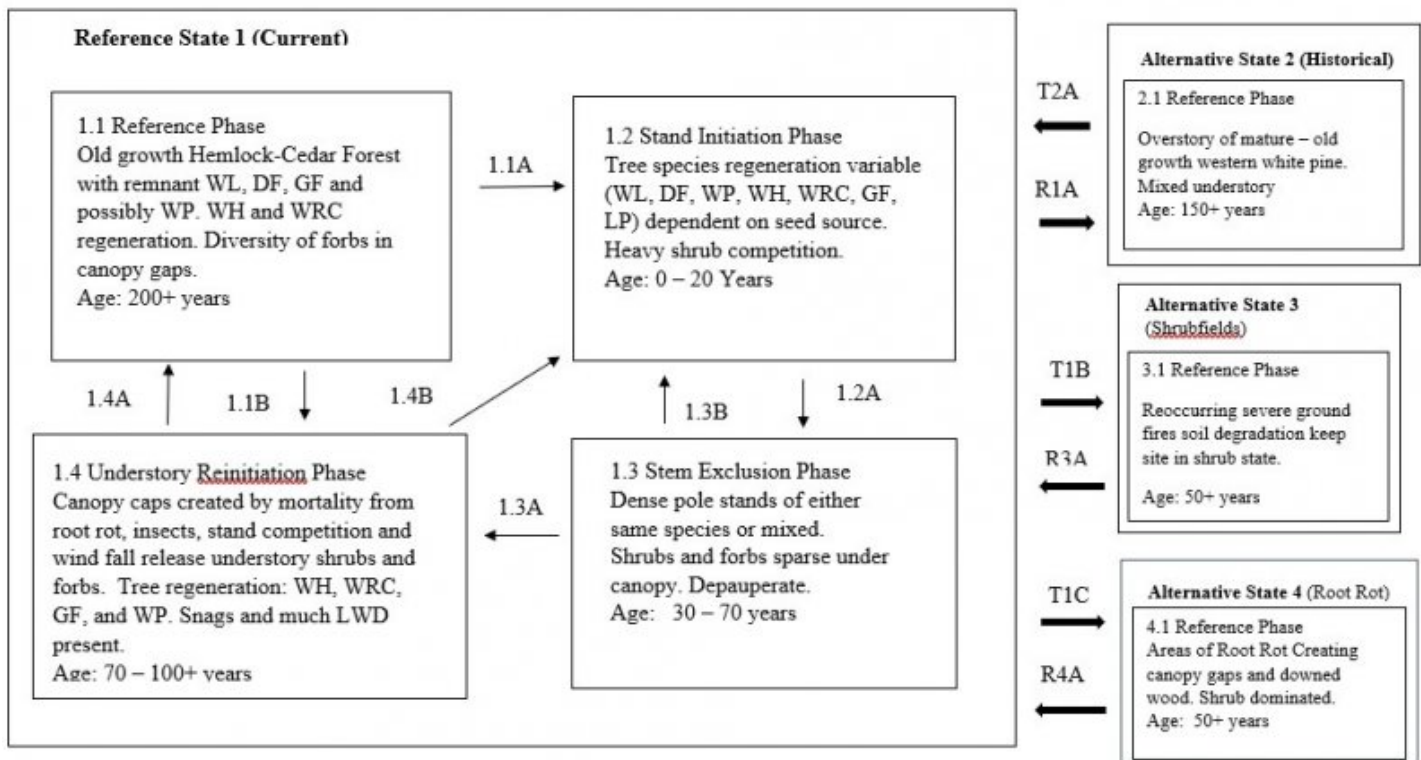 Reference State 1 (Current)
1.1 Reference Phase
Old growth Hemlock-Cedar Forest
with remnant WL, DF, GF and
possibly WP. WH and WRC
regeneration. Diversity of forbs in
canopy gaps.
Age: 200+ years
1.1A
1.2 Stand Initiation Phase
Tree species regeneration variable
(WL, DF, WP, WH, WRC, GF,
LP) dependent on seed source.
Heavy shrub competition.
Age: 0 – 20 Years
1.4A
1.1B
1.4B
1.3B
1.2A
1.4 Understory Reinitiation Phase
Canopy caps created by mortality from
root rot, insects, stand competition and
wind fall release understory shrubs and
forbs. Tree regeneration: WH, WRC,
GF, and WP. Snags and much LWD
present.
Age: 70 – 100+ years
1.3A
1.3 Stem Exclusion Phase
Dense pole stands of either
same species or mixed.
Shrubs and forbs sparse under
canopy. Depauperate.
Age: 30 – 70 years
T2A
R1A
Alternative State 2 (Historical)
2.1 Reference Phase
Overstory of mature – old
growth western white pine.
Mixed understory
Age: 150+ years
T1B
R3A
Alternative State 3
(Shrubfields)
3.1 Reference Phase
Reoccurring severe ground
fires soil degradation keep
site in shrub state.
Age: 50+ years
T1C
R4A
Alternative State 4 (Root Rot)
4.1 Reference Phase
Areas of Root Rot Creating
canopy gaps and downed
wood. Shrub dominated.
Age: 50+ years